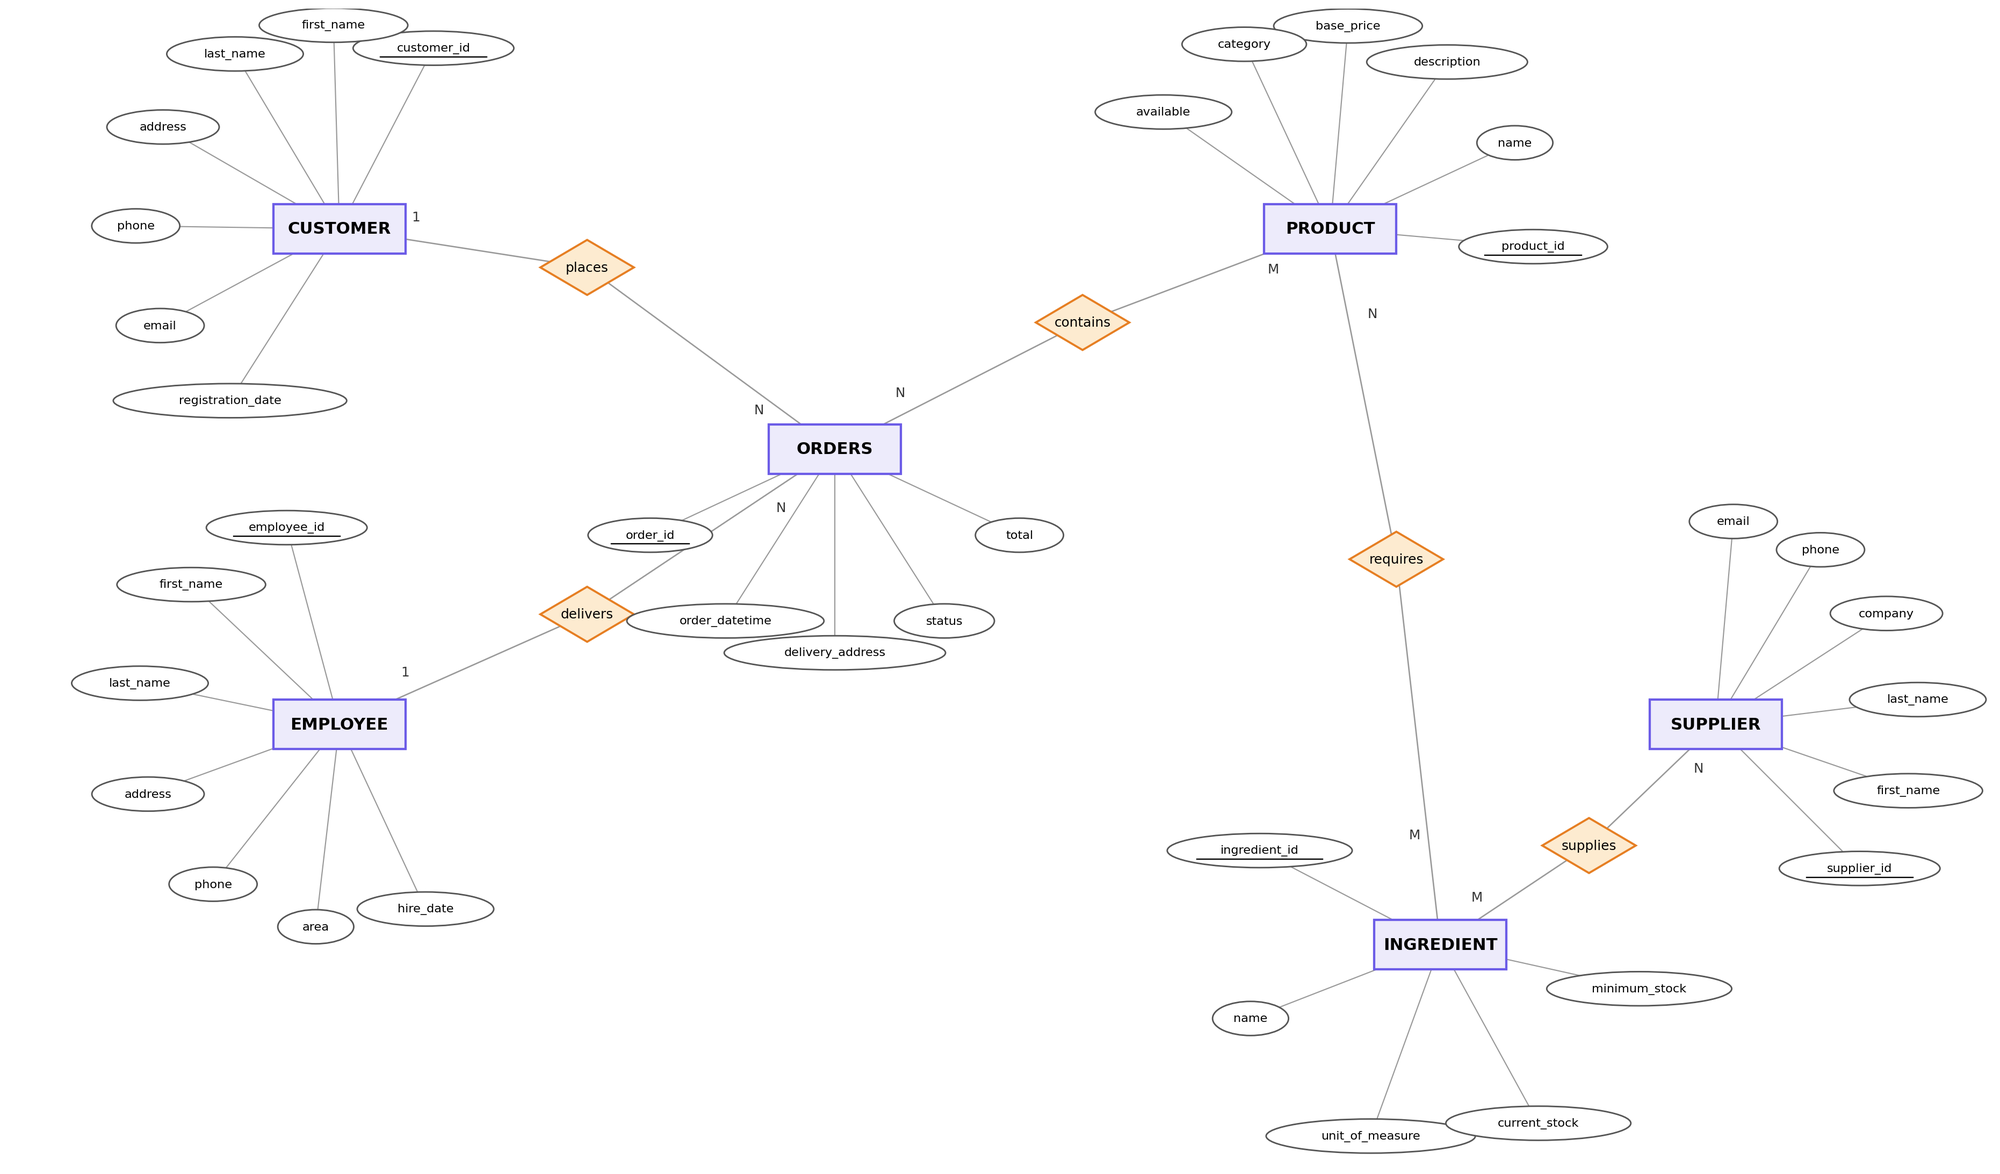 first_name
customer_id
last_name
address
phone
CUSTOMER
1
email
registration_date
places
N
base_price
category
description
available
name
PRODUCT
product_id
M
N
contains
N
ORDERS
N
order_id
total
order_datetime
status
delivery_address
delivers
1
employee_id
first_name
last_name
EMPLOYEE
address
phone
area
hire_date
requires
M
email
phone
company
last_name
SUPPLIER
first_name
supplier_id
N
supplies
M
ingredient_id
INGREDIENT
minimum_stock
name
current_stock
unit_of_measure